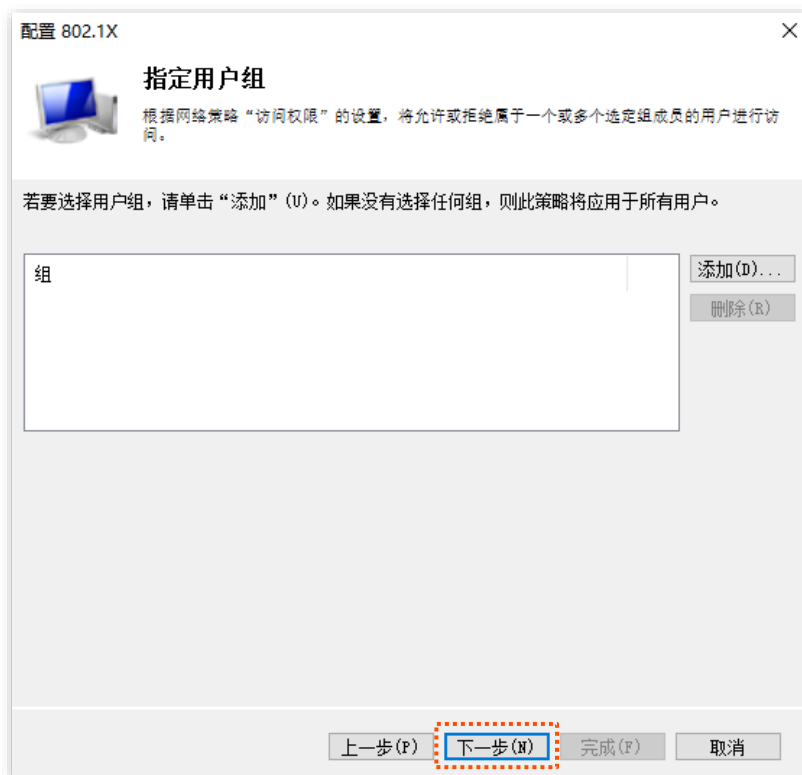 配置 802.1X
指定用户组
根据网络策略“访问权限”的设置，将允许或拒绝属于一个或多个选定组成员的用户进行访
问。
若要选择用户组，请单击“添加”(U)。如果没有选择任何组，则此策略将应用于所有用户。
组
添加(D)...
删除(R)
上一步(P)
下一步(N)
完成(F)
取消